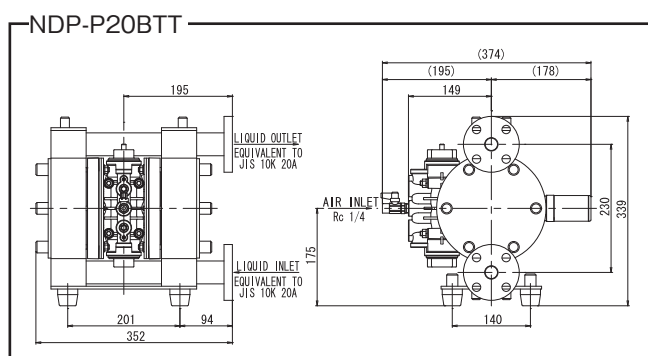 NDP-P20BTT
195
LIQUID OUTLET
EQUIVALENT TO
JIS 10K 20A
LIQUID INLET
EQUIVALENT TO
JIS 10K 20A
201
94
352
(374)
(195)
(178)
149
AIR INLET
Rc 1/4
175
230
339
140